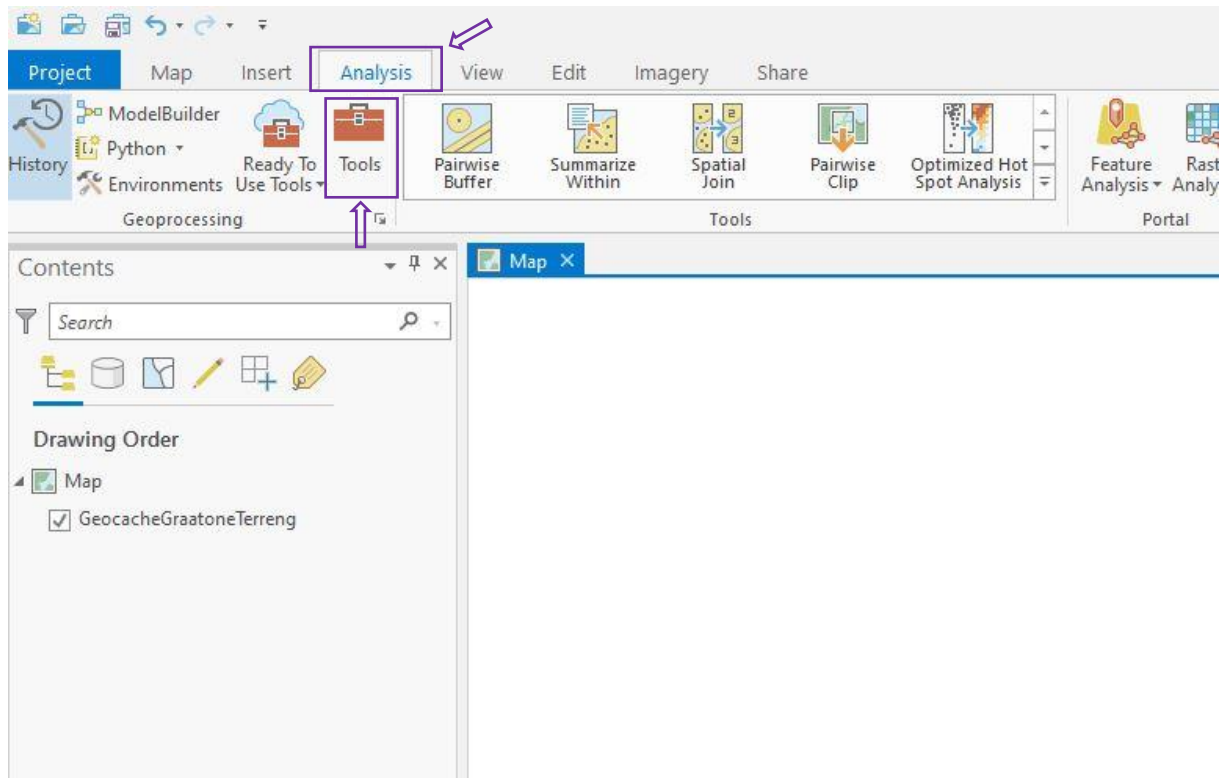 Project Map Insert Analysis View Edit Imagery Share
History
ModelBuilder
Python
Environments
Ready To
Use Tools
Tools
Pairwise
Buffer
Summarize
Within
Spatial
Join
Pairwise
Clip
Optimized Hot
Spot Analysis
Feature
Analysis
Rast
Analy
Geoprocessing
Tools
Portal
Contents
Map
Search
Drawing Order
Map
GeocacheGraatoneTerreng